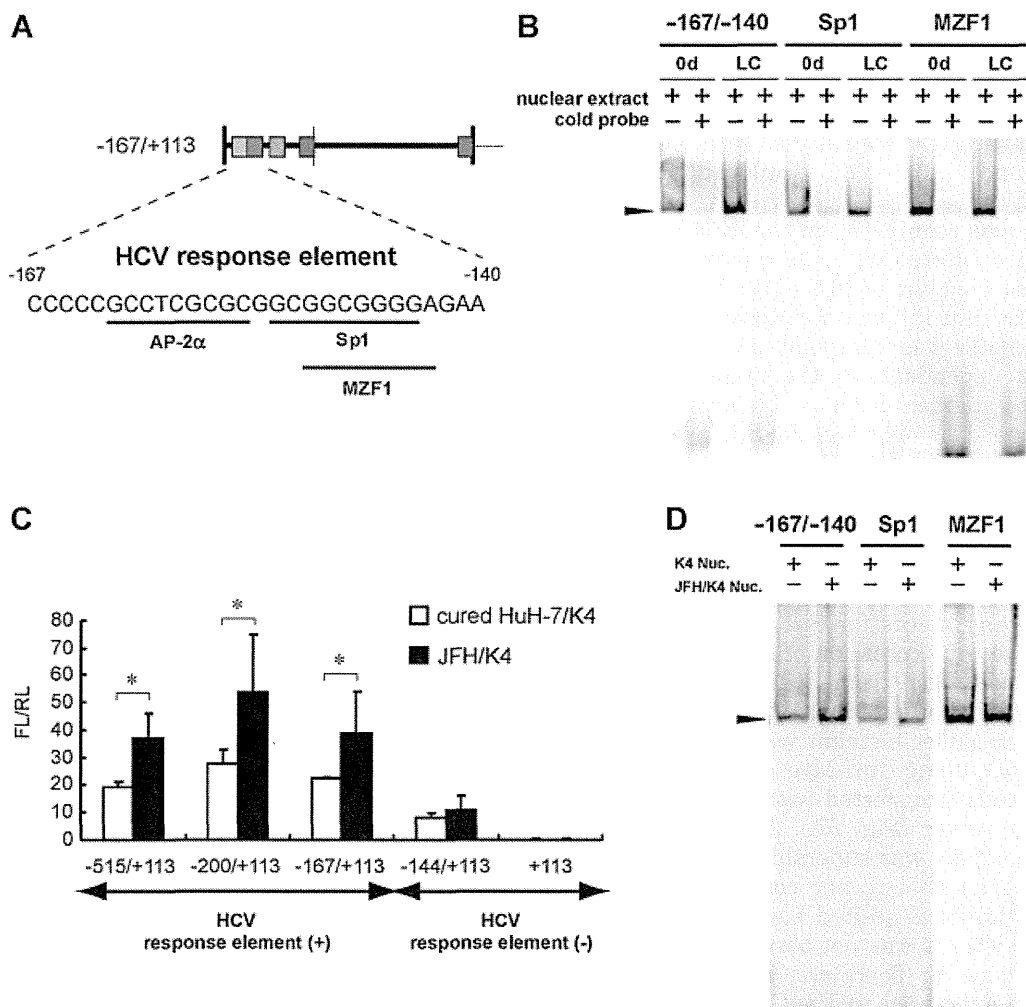 A
-167/+113
HCV response element
-167
-140
CCCCCGCCTCGCGCGGCGGCGGGGAGAA
AP-2α
Sp1
MZF1
B
-167/-140 Sp1 MZF1
0d LC 0d LC 0d LC
nuclear extract + + + + + + + + + + + +
cold probe − + − + − + − + − + − +
C
80
70
60
50
40
30
20
10
0
FL/RL
* * *
cured HuH-7/K4
JFH/K4
-515/+113 -200/+113 -167/+113 -144/+113 +113
HCV
response element (+)
HCV
response element (-)
D
-167/-140 Sp1 MZF1
K4 Nuc. + − + − + −
JFH/K4 Nuc. − + − + − +